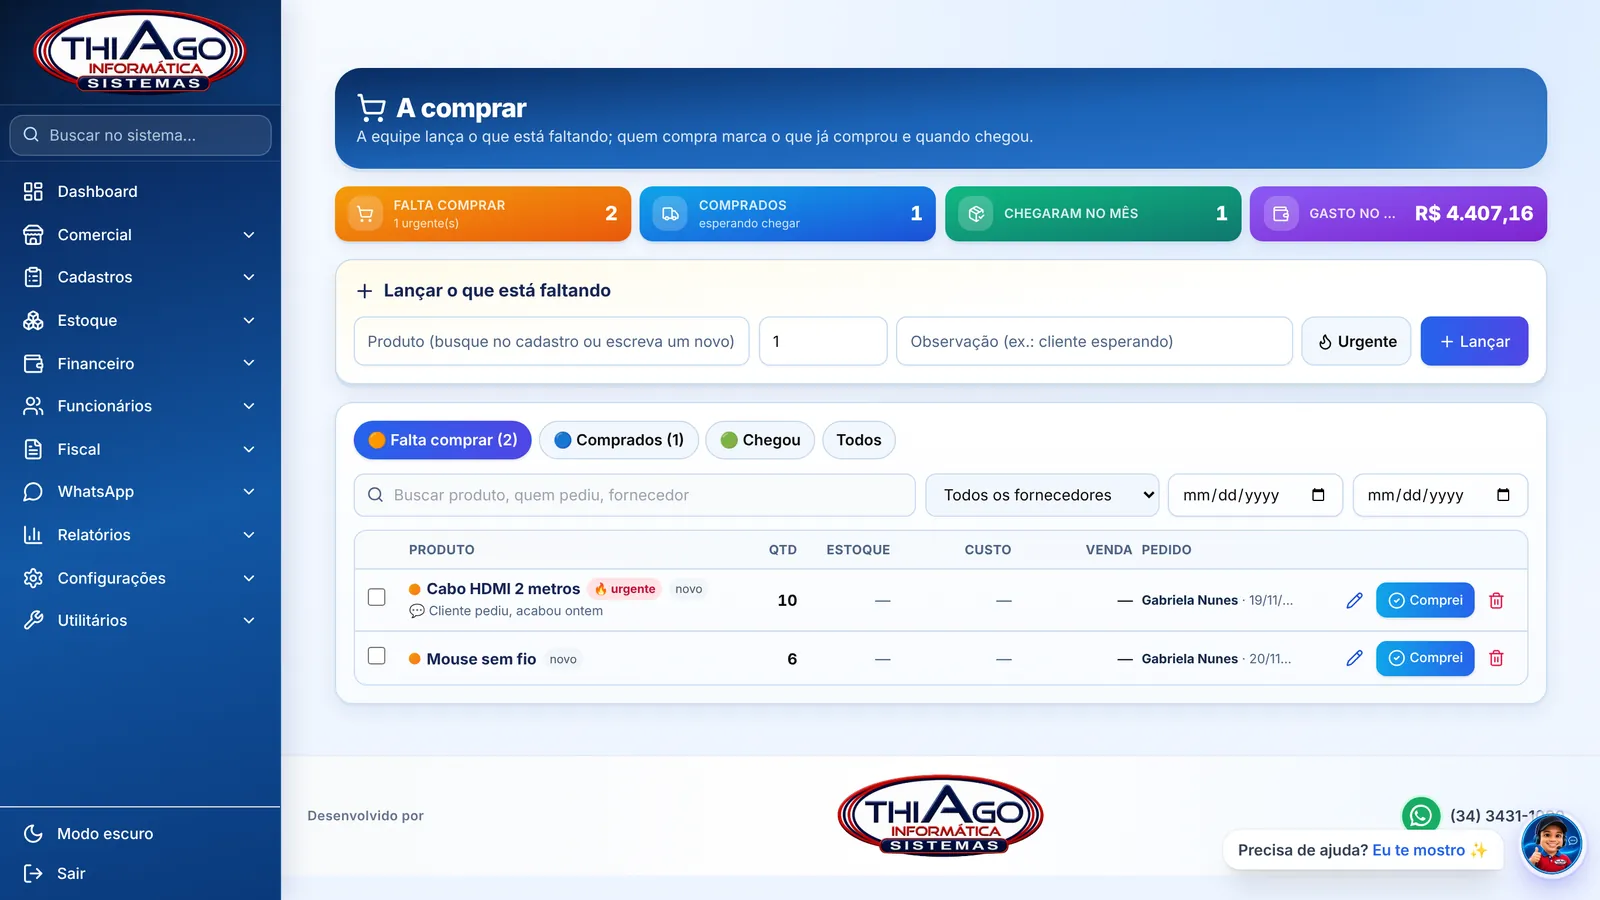 THIAGO
INFORMÁTICA
SISTEMAS
Buscar no sistema...
Dashboard
Comercial
Cadastros
Estoque
Financeiro
Funcionários
Fiscal
WhatsApp
Relatórios
Configurações
Utilitários
Modo escuro
Sair
A comprar
A equipe lança o que está faltando; quem compra marca o que já comprou e quando chegou.
FALTA COMPRAR
1 urgente(s)
2
COMPRADOS
esperando chegar
1
CHEGARAM NO MÊS
1
GASTO NO ...
R$ 4.407,16
Lançar o que está faltando
Produto (busque no cadastro ou escreva um novo)
1
Observação (ex.: cliente esperando)
Urgente
+ Lançar
Falta comprar (2)
Comprados (1)
Chegou
Todos
Buscar produto, quem pediu, fornecedor
Todos os fornecedores
mm/dd/yyyy
mm/dd/yyyy
PRODUTO QTD ESTOQUE CUSTO VENDA PEDIDO
Cabo HDMI 2 metros urgente novo
Cliente pediu, acabou ontem
10 — — — Gabriela Nunes · 19/11/... Comprei
Mouse sem fio novo 6 — — — Gabriela Nunes · 20/11... Comprei
Desenvolvido por
THIAGO
INFORMÁTICA
SISTEMAS
(34) 3431-1
Precisa de ajuda? Eu te mostro ✨